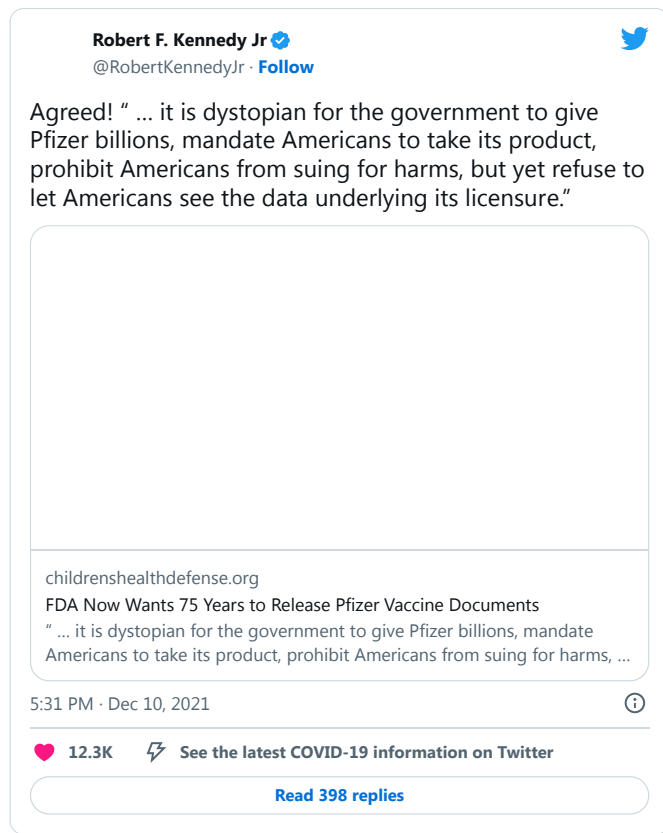 Robert F. Kennedy Jr
@RobertKennedyJr · Follow
Agreed! “ ... it is dystopian for the government to give
Pfizer billions, mandate Americans to take its product,
prohibit Americans from suing for harms, but yet refuse to
let Americans see the data underlying its licensure.”
childrenshealthdefense.org
FDA Now Wants 75 Years to Release Pfizer Vaccine Documents
“ ... it is dystopian for the government to give Pfizer billions, mandate
Americans to take its product, prohibit Americans from suing for harms, ...
5:31 PM · Dec 10, 2021
12.3K See the latest COVID-19 information on Twitter
Read 398 replies